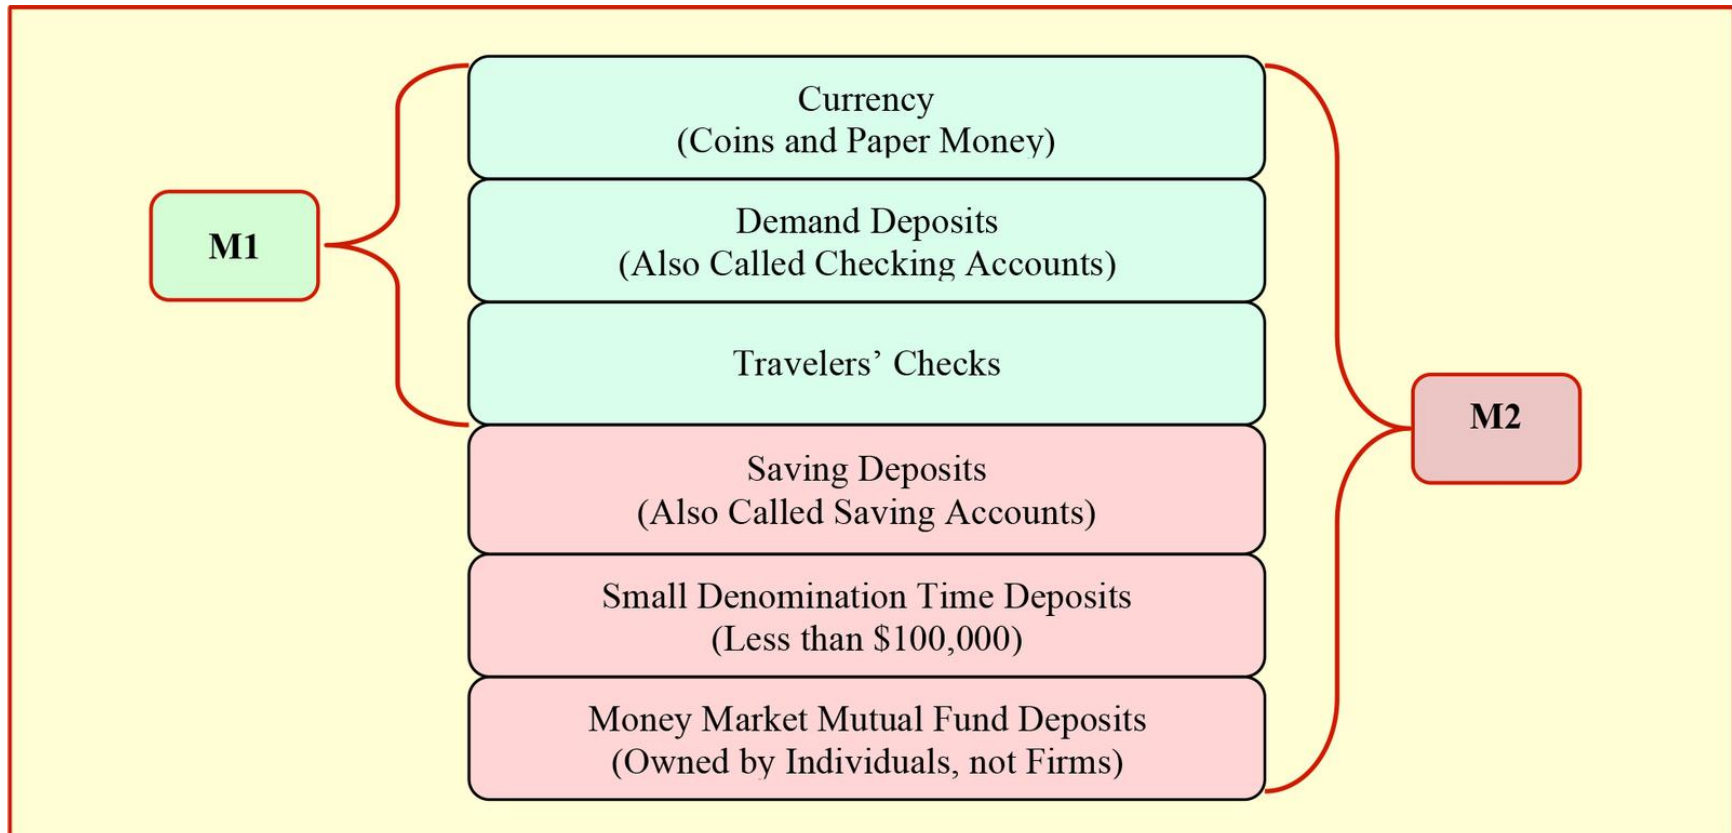 Currency
(Coins and Paper Money)
Demand Deposits
(Also Called Checking Accounts)
M1
Travelers’ Checks
M2
Saving Deposits
(Also Called Saving Accounts)
Small Denomination Time Deposits
(Less than $100,000)
Money Market Mutual Fund Deposits
(Owned by Individuals, not Firms)